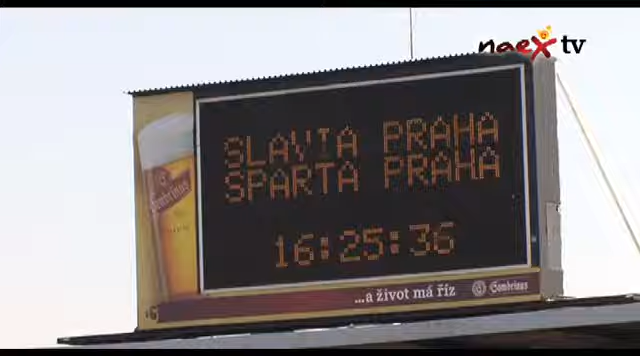 naex tv
SLAVIA PRAHA
SPARTA PRAHA
16:25:36
Gambrinus
...a život má říz
Gambrinus